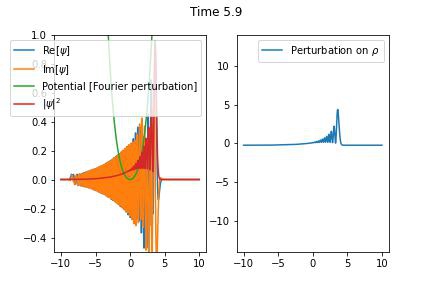 Time 5.9
Re[ψ]
Im[ψ]
Potential [Fourier perturbation]
|ψ|²
1.0
0.8
0.6
0.4
0.2
0.0
−0.2
−0.4
−10 −5 0 5 10
Perturbation on ρ
10
5
0
−5
−10
−10 −5 0 5 10